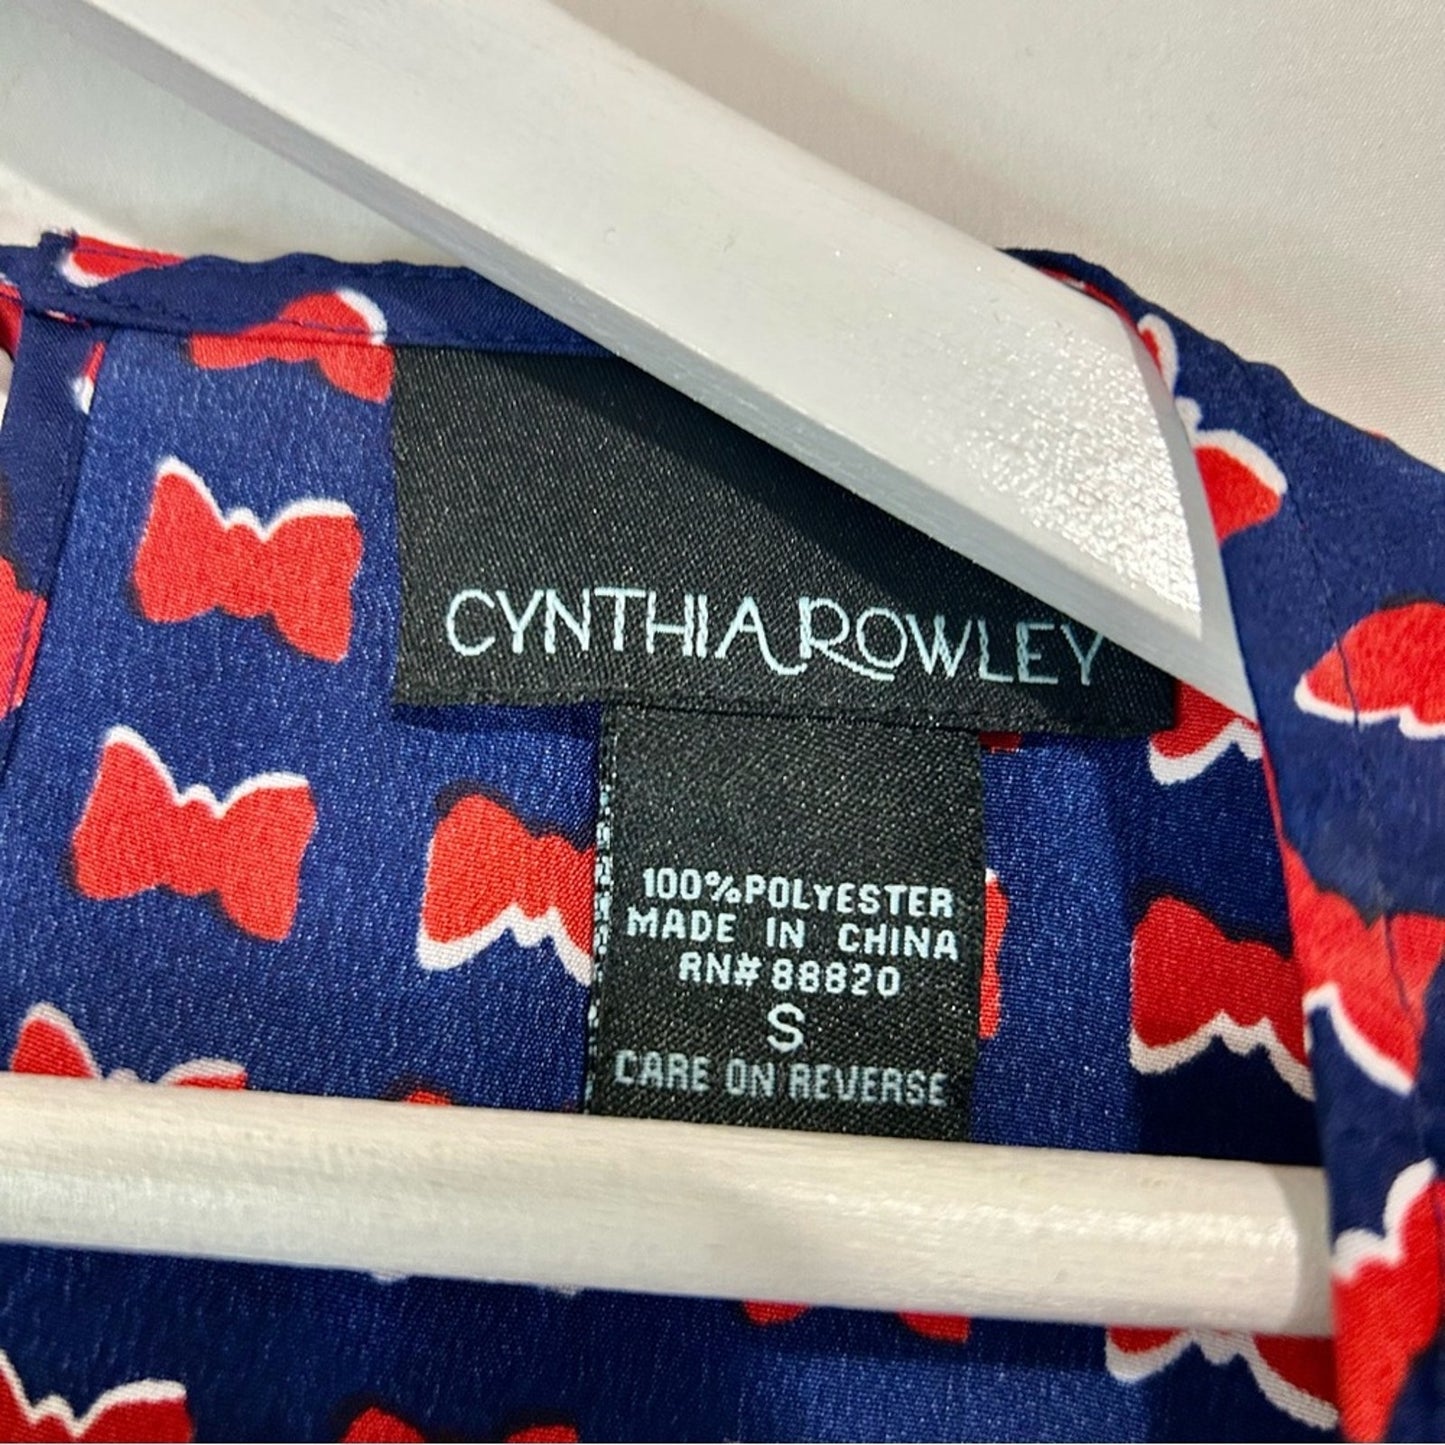 CYNTHIA ROWLEY
100% POLYESTER
MADE IN CHINA
RN# 88820
S
CARE ON REVERSE